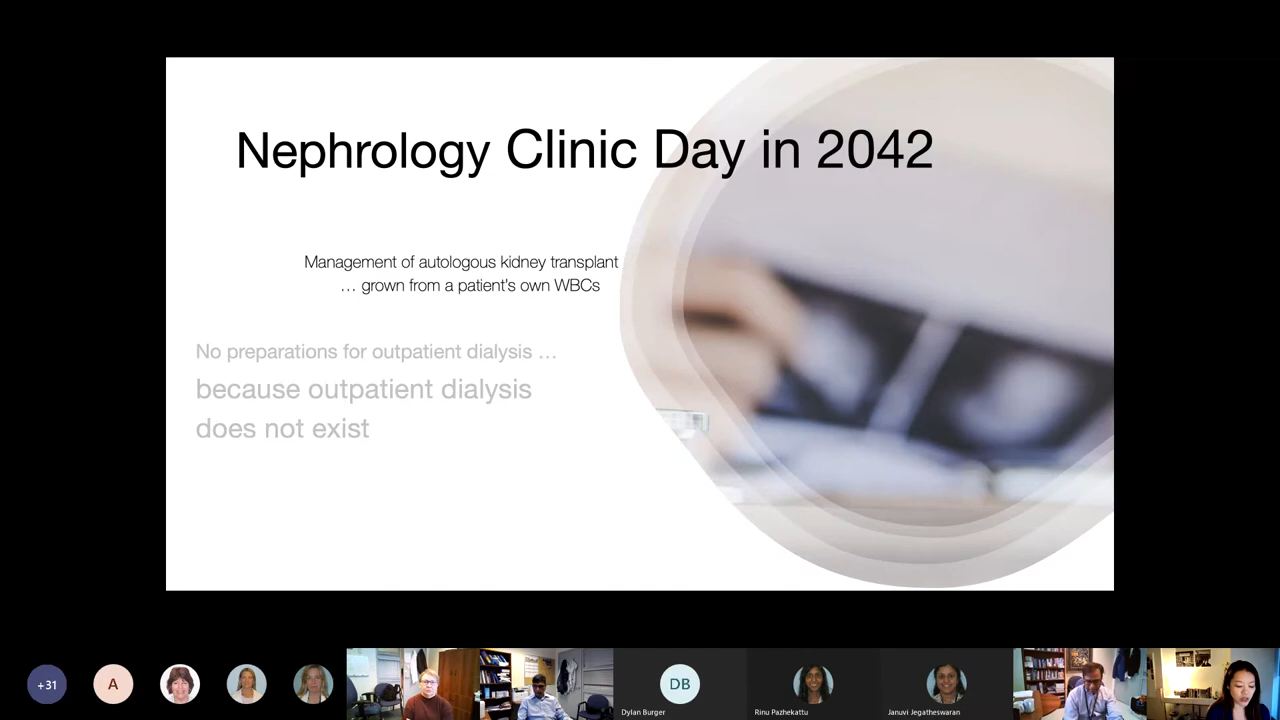 Nephrology Clinic Day in 2042
Management of autologous kidney transplant
… grown from a patient's own WBCs
No preparations for outpatient dialysis …
because outpatient dialysis
does not exist
+31
A
DB
Dylan Burger
Rinu Pazhekattu
Januvi Jegatheswaran